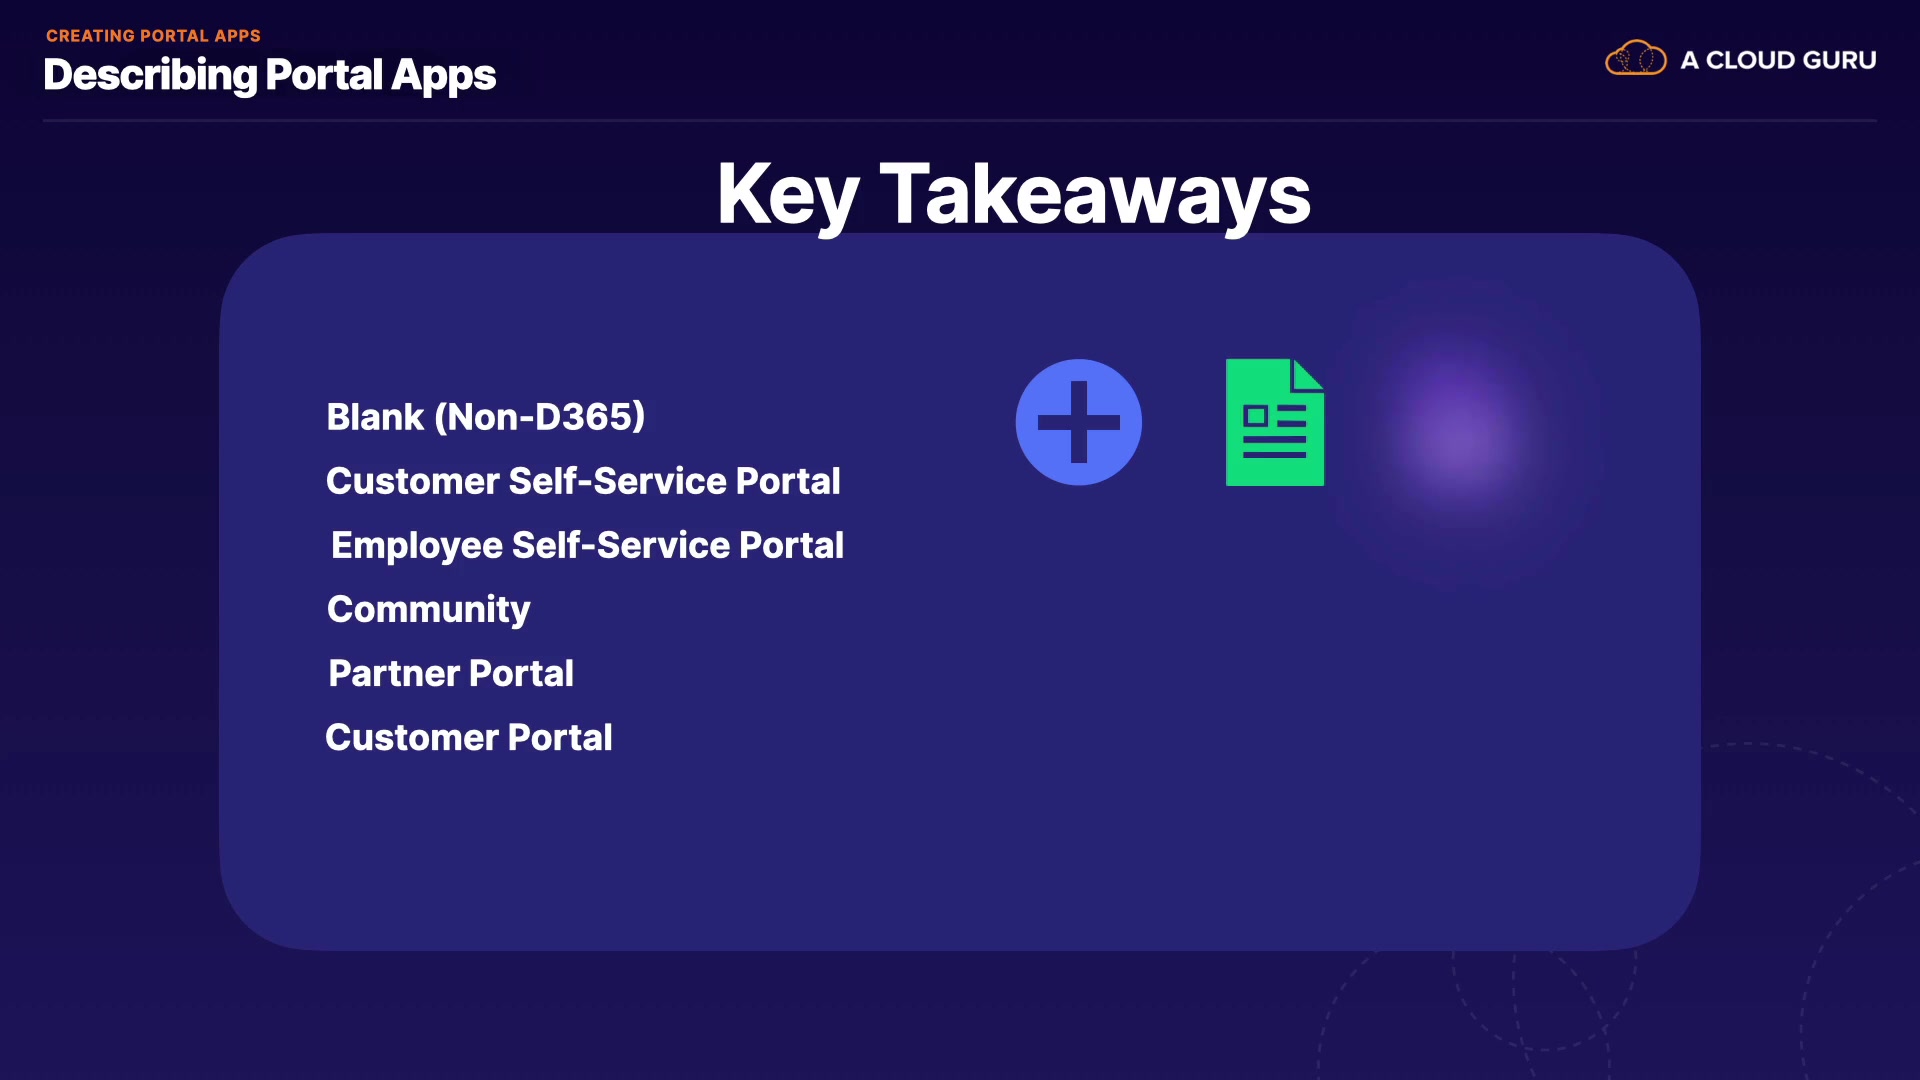 CREATING PORTAL APPS
Describing Portal Apps
A CLOUD GURU
Key Takeaways
Blank (Non-D365)
Customer Self-Service Portal
Employee Self-Service Portal
Community
Partner Portal
Customer Portal